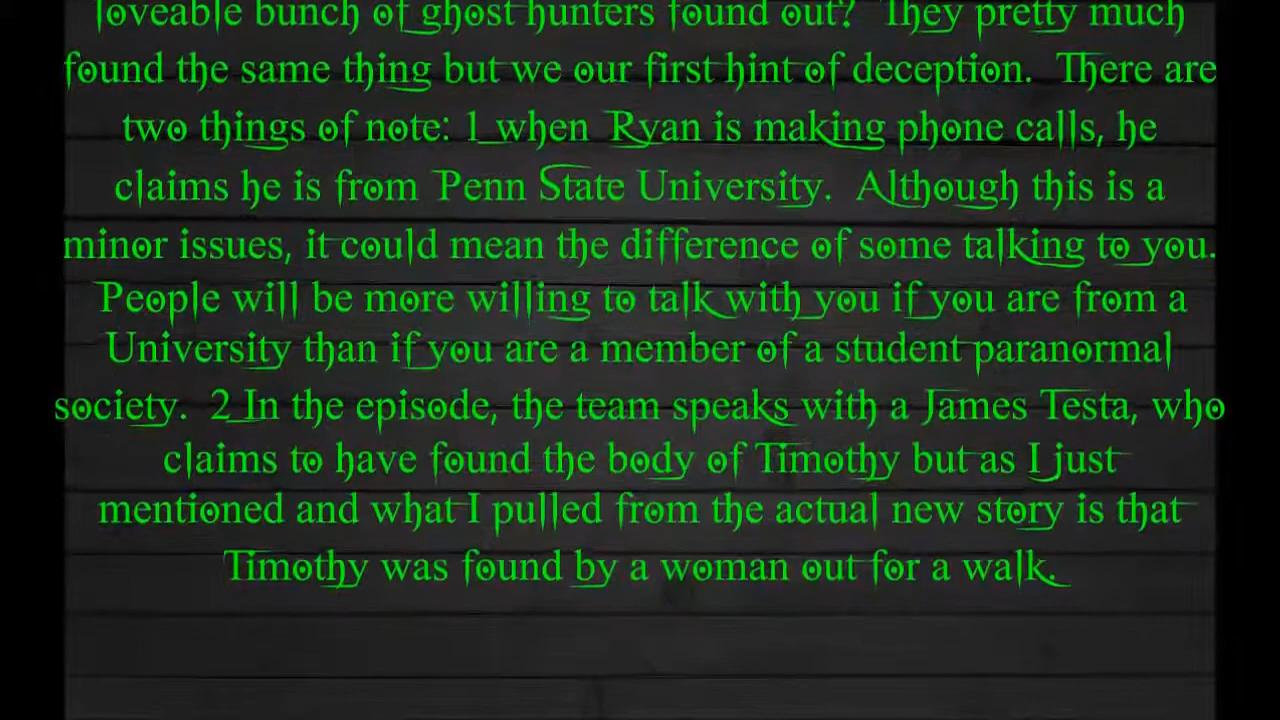 loveable bunch of ghost hunters found out? They pretty much
found the same thing but we our first hint of deception. There are
two things of note: 1 when Ryan is making phone calls, he
claims he is from Penn State University. Although this is a
minor issues, it could mean the difference of some talking to you.
People will be more willing to talk with you if you are from a
University than if you are a member of a student paranormal
society. 2 In the episode, the team speaks with a James Testa, who
claims to have found the body of Timothy but as I just
mentioned and what I pulled from the actual new story is that
Timothy was found by a woman out for a walk.